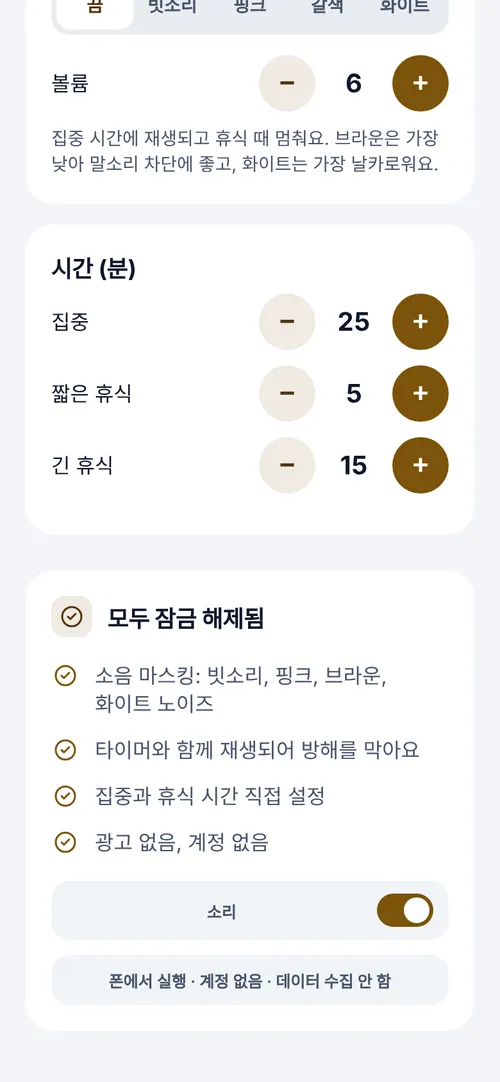 끔 빗소리 핑크 갈색 화이트
볼륨 − 6 +
집중 시간에 재생되고 휴식 때 멈춰요. 브라운은 가장
낮아 말소리 차단에 좋고, 화이트는 가장 날카로워요.
시간 (분)
집중 − 25 +
짧은 휴식 − 5 +
긴 휴식 − 15 +
모두 잠금 해제됨
소음 마스킹: 빗소리, 핑크, 브라운,
화이트 노이즈
타이머와 함께 재생되어 방해를 막아요
집중과 휴식 시간 직접 설정
광고 없음, 계정 없음
소리
폰에서 실행 · 계정 없음 · 데이터 수집 안 함